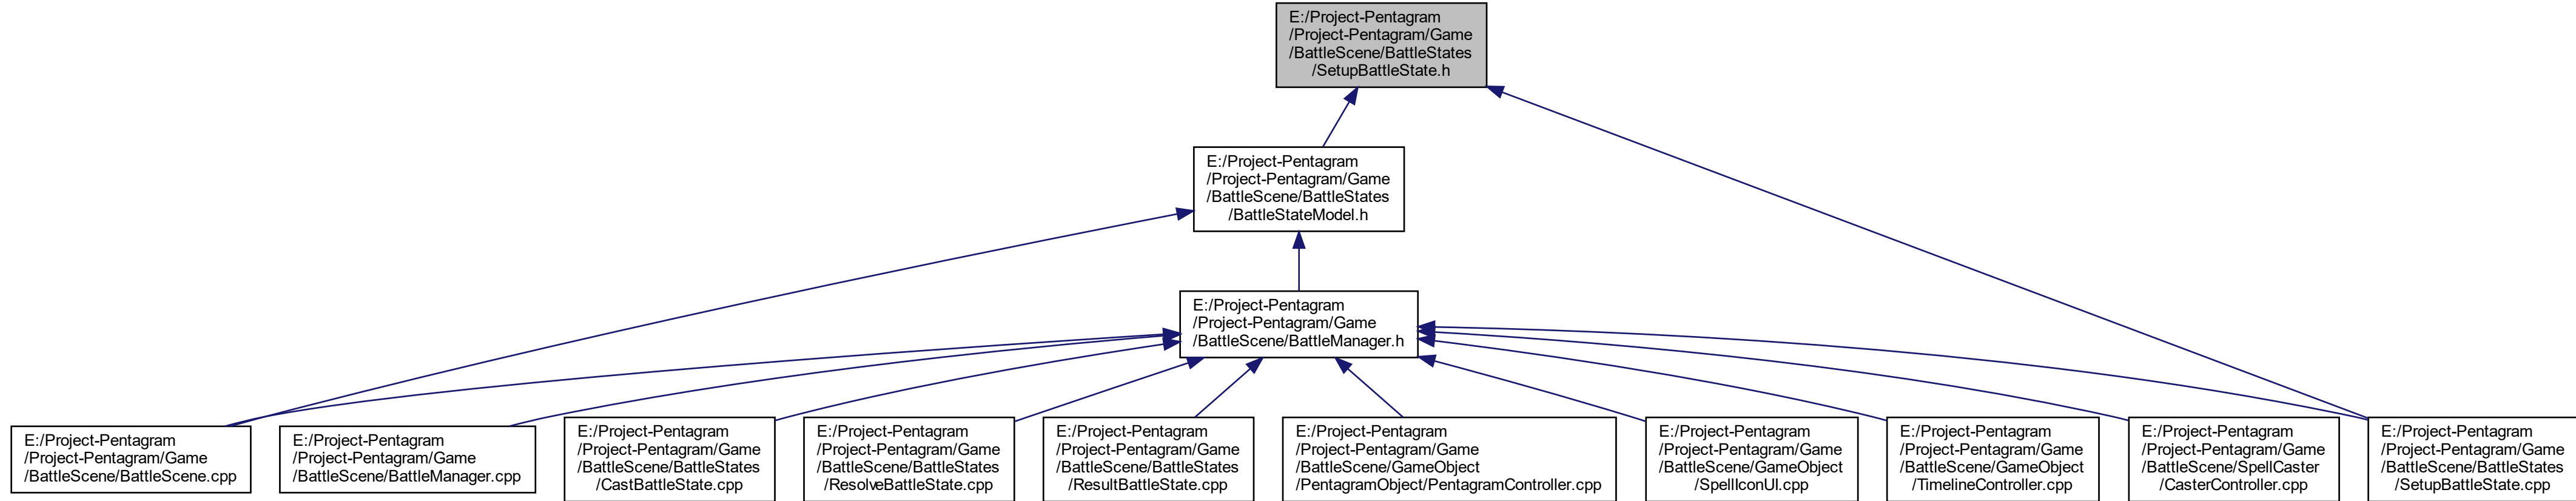 E:/Project-Pentagram
/Project-Pentagram/Game
/BattleScene/BattleStates
/SetupBattleState.h
E:/Project-Pentagram
/Project-Pentagram/Game
/BattleScene/BattleStates
/BattleStateModel.h
E:/Project-Pentagram
/Project-Pentagram/Game
/BattleScene/BattleManager.h
E:/Project-Pentagram
/Project-Pentagram/Game
/BattleScene/BattleScene.cpp
E:/Project-Pentagram
/Project-Pentagram/Game
/BattleScene/BattleManager.cpp
E:/Project-Pentagram
/Project-Pentagram/Game
/BattleScene/BattleStates
/CastBattleState.cpp
E:/Project-Pentagram
/Project-Pentagram/Game
/BattleScene/BattleStates
/ResolveBattleState.cpp
E:/Project-Pentagram
/Project-Pentagram/Game
/BattleScene/BattleStates
/ResultBattleState.cpp
E:/Project-Pentagram
/Project-Pentagram/Game
/BattleScene/GameObject
/PentagramObject/PentagramController.cpp
E:/Project-Pentagram
/Project-Pentagram/Game
/BattleScene/GameObject
/SpellIconUI.cpp
E:/Project-Pentagram
/Project-Pentagram/Game
/BattleScene/GameObject
/TimelineController.cpp
E:/Project-Pentagram
/Project-Pentagram/Game
/BattleScene/SpellCaster
/CasterController.cpp
E:/Project-Pentagram
/Project-Pentagram/Game
/BattleScene/BattleStates
/SetupBattleState.cpp